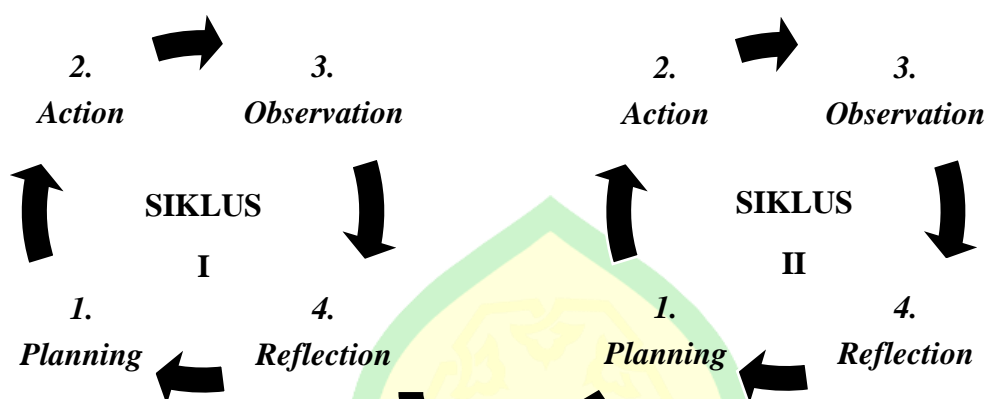 2.
Action
3.
Observation
SIKLUS
I
1.
Planning
4.
Reflection
2.
Action
3.
Observation
SIKLUS
II
1.
Planning
4.
Reflection